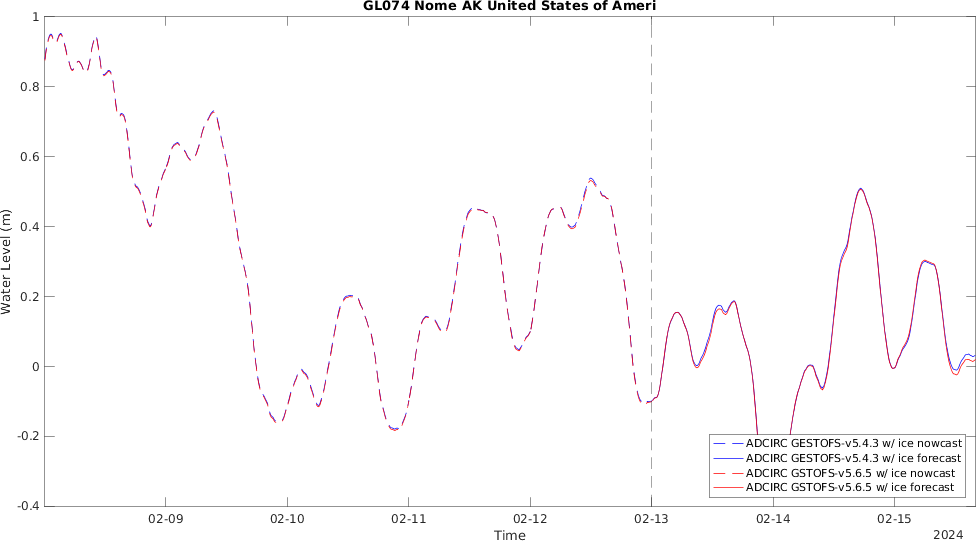 GL074 Nome AK United States of Ameri
1
0.8
0.6
0.4
0.2
0
-0.2
-0.4
Water Level (m)
ADCIRC GESTOFS-v5.4.3 w/ ice nowcast
ADCIRC GESTOFS-v5.4.3 w/ ice forecast
ADCIRC GSTOFS-v5.6.5 w/ ice nowcast
ADCIRC GSTOFS-v5.6.5 w/ ice forecast
02-09 02-10 02-11 02-12 02-13 02-14 02-15
Time
2024